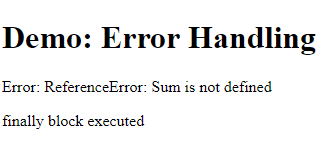 Demo: Error Handling
Error: ReferenceError: Sum is not defined
finally block executed